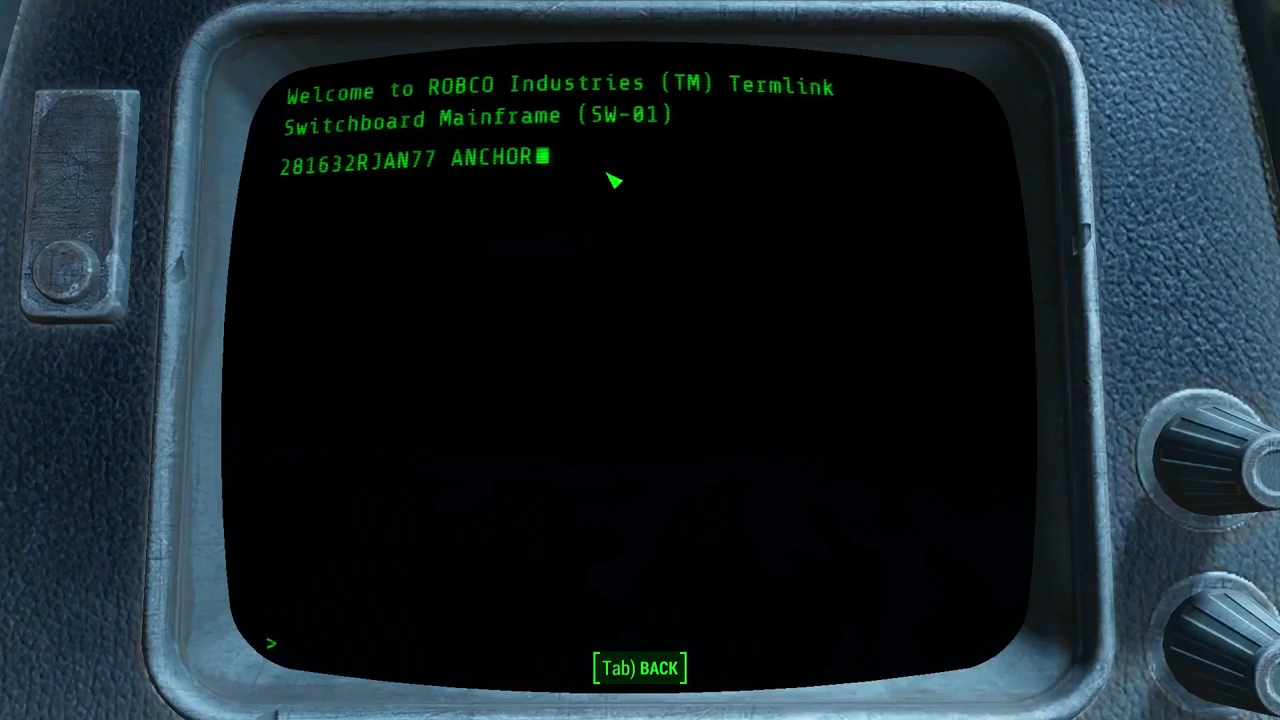 Welcome to ROBCO Industries (TM) Termlink
Switchboard Mainframe (SW-01)
281632RJAN77 ANCHOR
>
Tab) BACK